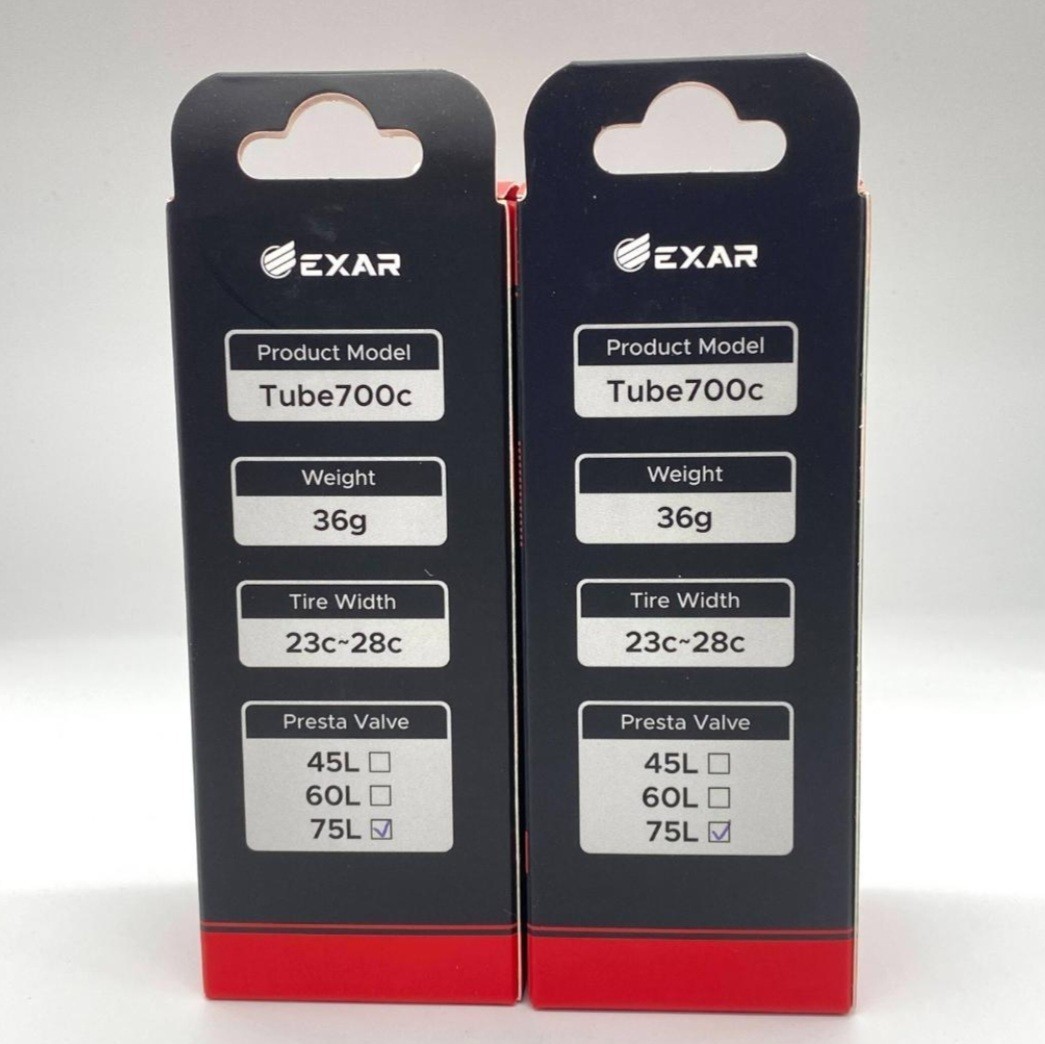 EXAR
Product Model
Tube700c
Weight
36g
Tire Width
23c~28c
Presta Valve
45L
60L
75L
EXAR
Product Model
Tube700c
Weight
36g
Tire Width
23c~28c
Presta Valve
45L
60L
75L